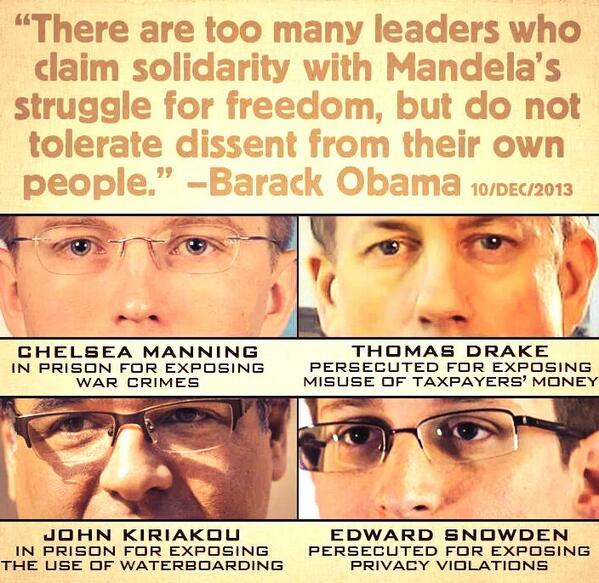 “There are too many leaders who
claim solidarity with Mandela’s
struggle for freedom, but do not
tolerate dissent from their own
people.” –Barack Obama 10/DEC/2013
CHELSEA MANNING
IN PRISON FOR EXPOSING
WAR CRIMES
THOMAS DRAKE
PERSECUTED FOR EXPOSING
MISUSE OF TAXPAYERS’ MONEY
JOHN KIRIAKOU
IN PRISON FOR EXPOSING
THE USE OF WATERBOARDING
EDWARD SNOWDEN
PERSECUTED FOR EXPOSING
PRIVACY VIOLATIONS